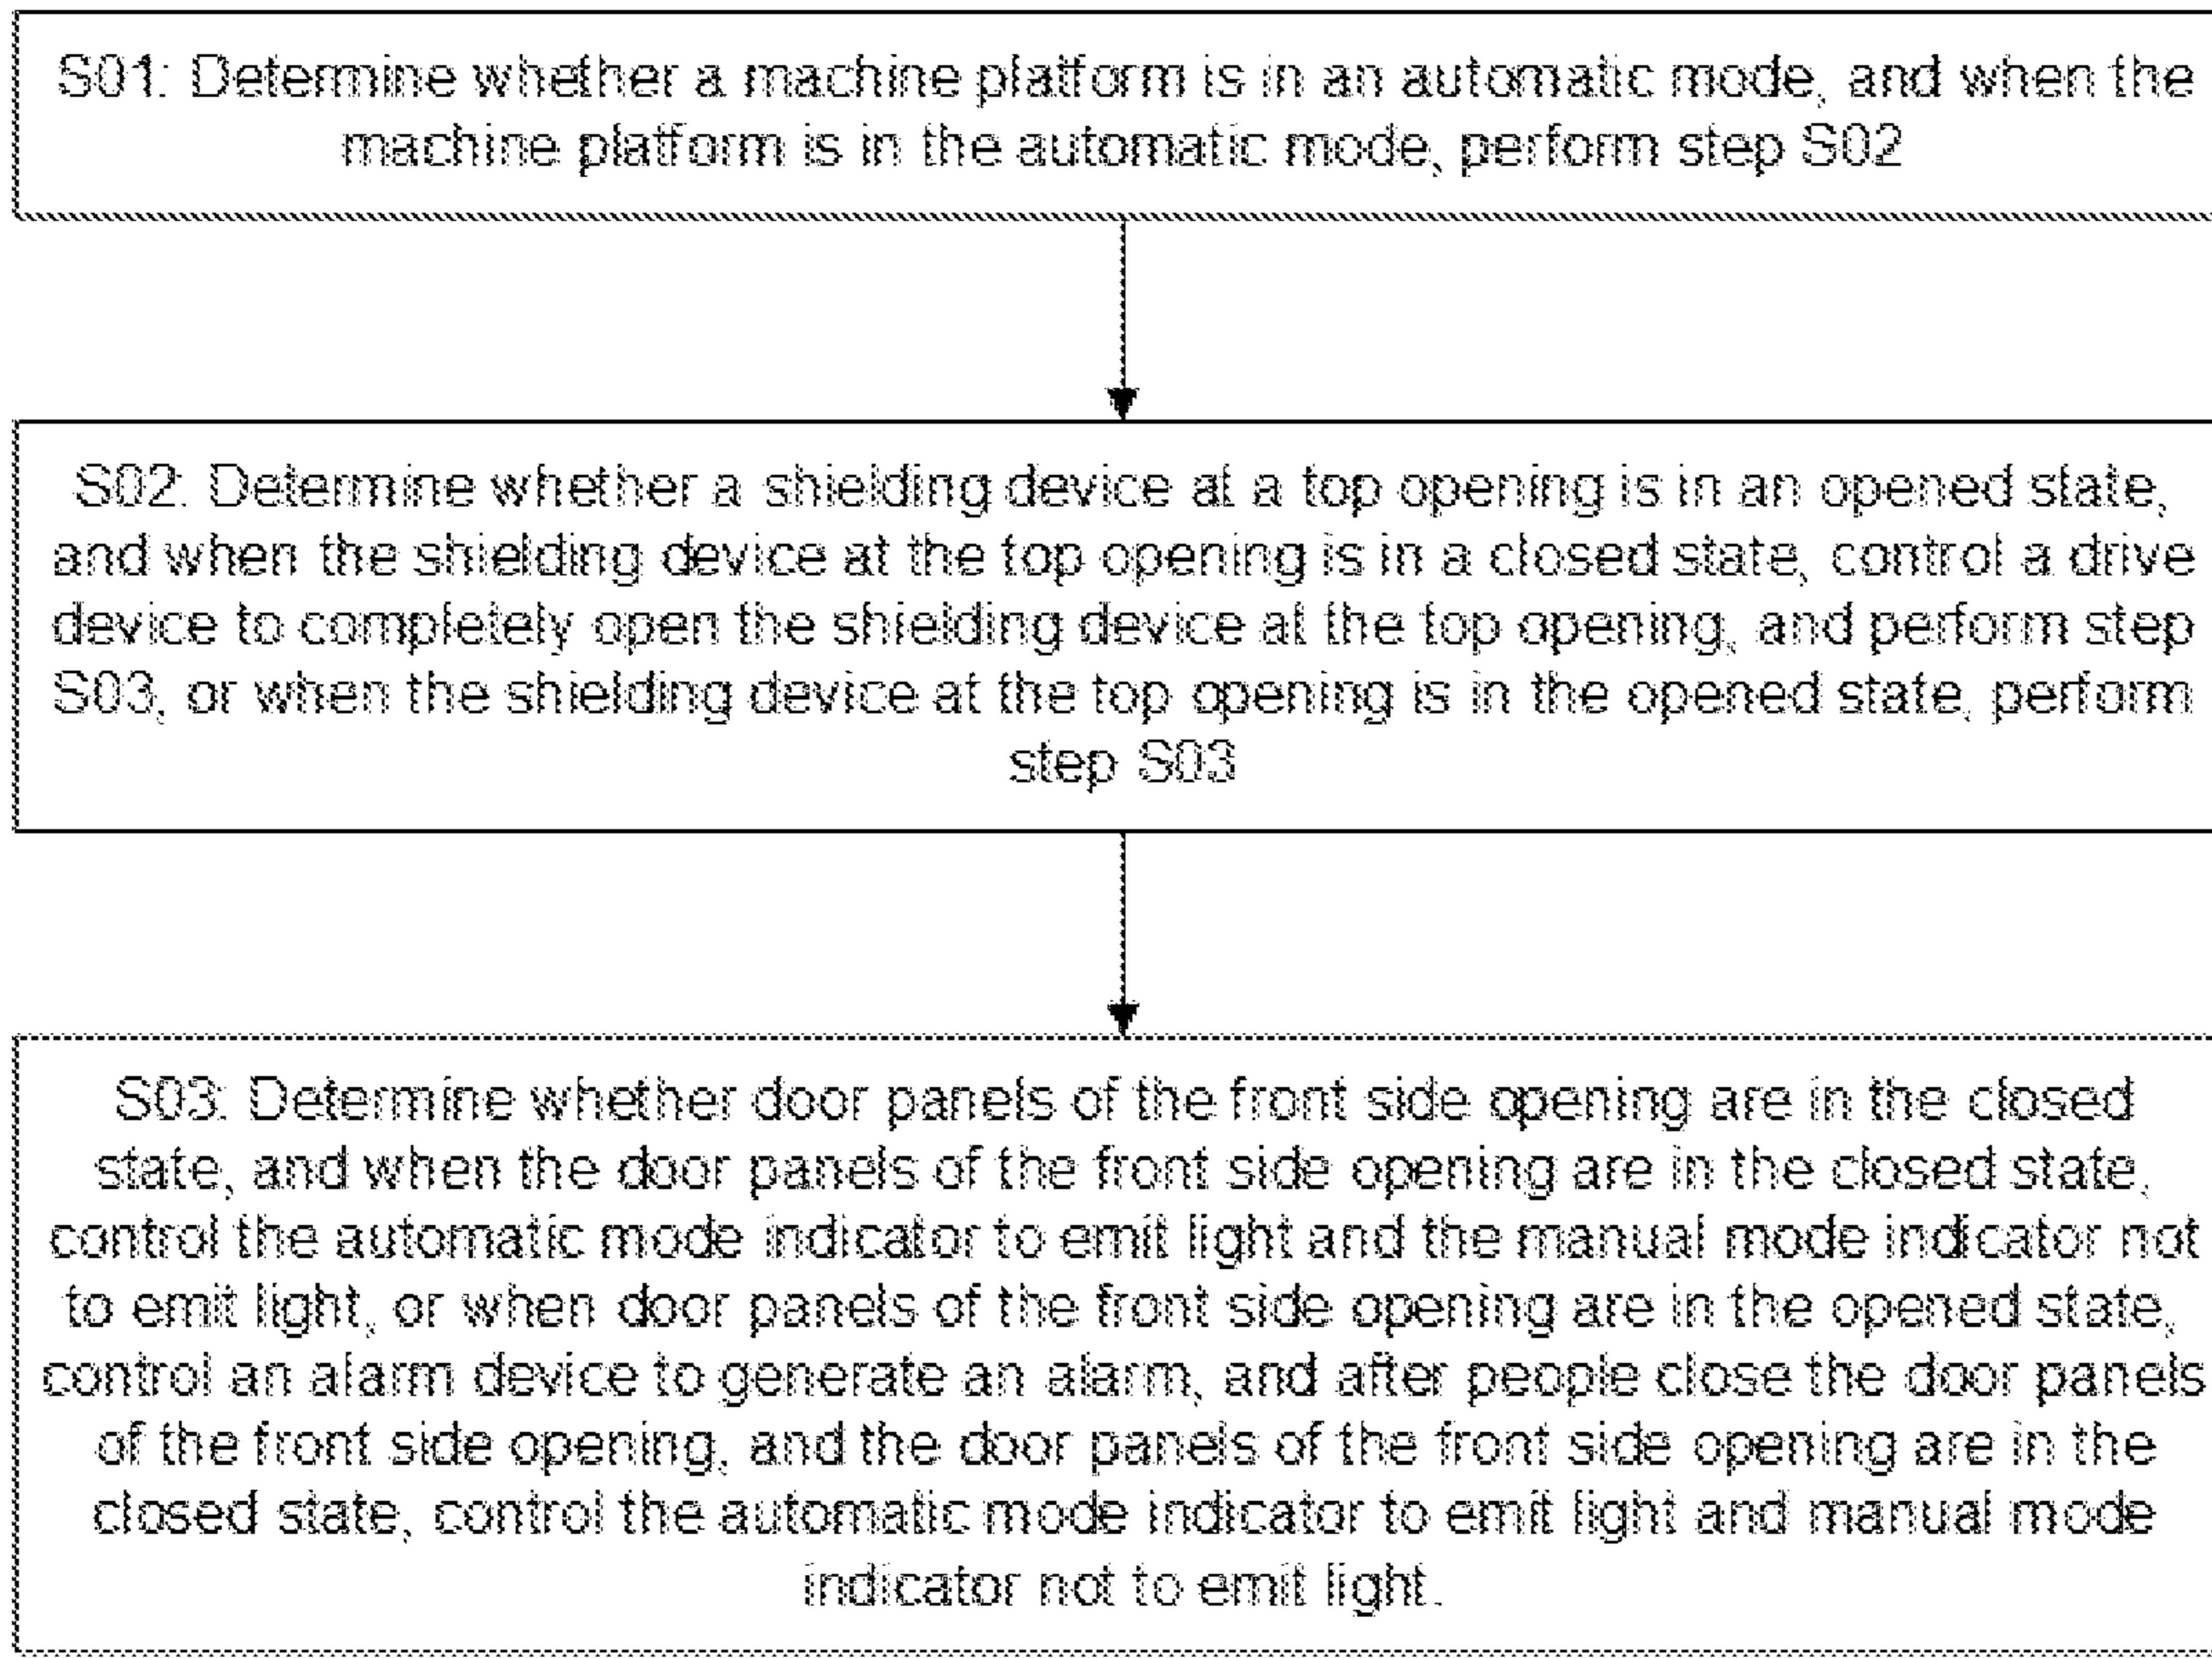 S01: Determine whether a machine platform is in an automatic mode, and when the
machine platform is in the automatic mode, perform step S02
S02: Determine whether a shielding device at a top opening is in an opened state,
and when the shielding device at the top opening is in a closed state, control a drive
device to completely open the shielding device at the top opening, and perform step
S03, or when the shielding device at the top opening is in the opened state, perform
step S03
S03: Determine whether door panels of the front side opening are in the closed
state, and when the door panels of the front side opening are in the closed state,
control the automatic mode indicator to emit light and the manual mode indicator not
to emit light, or when door panels of the front side opening are in the opened state,
control an alarm device to generate an alarm, and after people close the door panels
of the front side opening, and the door panels of the front side opening are in the
closed state, control the automatic mode indicator to emit light and manual mode
indicator not to emit light.